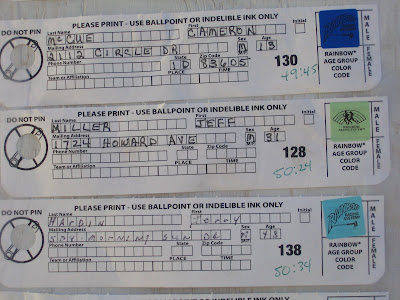 PLEASE PRINT - USE BALLPOINT OR INDELIBLE INK ONLY
DO NOT PIN
Last Name First Initial
McCUE CAMERON
Mailing Address Sex Age
2112 CIRCLE DR M 13
Phone Number State Zip Code
ID 83605
Team or Affiliation PLACE TIME
130
49:45
MALE
FEMALE
RAINBOW*
AGE GROUP
COLOR
CODE
PLEASE PRINT - USE BALLPOINT OR INDELIBLE INK ONLY
DO NOT PIN
Last Name First Initial
MILLER JEFF
Mailing Address Sex Age
1724 HOWARD AVE M 31
Phone Number State Zip Code
Team or Affiliation PLACE TIME
128
50:24
MALE
FEMALE
RAINBOW*
AGE GROUP
COLOR
CODE
PLEASE PRINT - USE BALLPOINT OR INDELIBLE INK ONLY
DO NOT PIN
Last Name First Initial
HARDIN JERRY
Mailing Address Sex Age
MORNING SUN DR M
Phone Number State Zip Code
Team or Affiliation PLACE TIME
138
50:34
MALE
FEMALE
RAINBOW*
AGE GROUP
COLOR
CODE